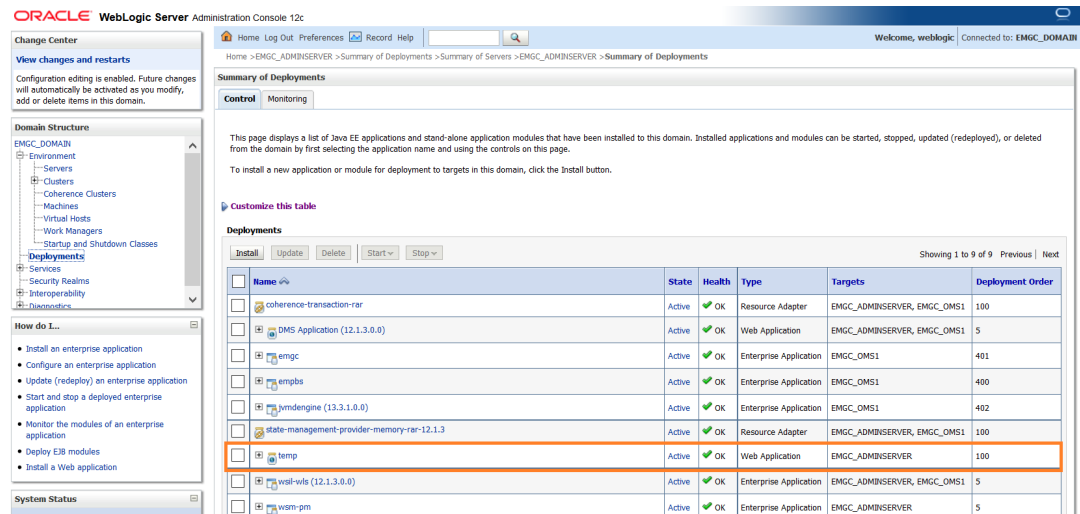 ORACLE WebLogic Server Administration Console 12c
Change Center
View changes and restarts
Configuration editing is enabled. Future changes
will automatically be activated as you modify,
add or delete items in this domain.
Domain Structure
EMGC_DOMAIN
Environment
Servers
Clusters
Coherence Clusters
Machines
Virtual Hosts
Work Managers
Startup and Shutdown Classes
Deployments
Services
Security Realms
Interoperability
Diagnostics
How do I...
Install an enterprise application
Configure an enterprise application
Update (redeploy) an enterprise application
Start and stop a deployed enterprise
application
Monitor the modules of an enterprise
application
Deploy EJB modules
Install a Web application
System Status
Home Log Out Preferences Record Help
Welcome, weblogic Connected to: EMGC_DOMAIN
Home >EMGC_ADMINSERVER >Summary of Deployments >Summary of Servers >EMGC_ADMINSERVER >Summary of Deployments
Summary of Deployments
Control Monitoring
This page displays a list of Java EE applications and stand-alone application modules that have been installed to this domain. Installed applications and modules can be started, stopped, updated (redeployed), or deleted
from the domain by first selecting the application name and using the controls on this page.
To install a new application or module for deployment to targets in this domain, click the Install button.
Customize this table
Deployments
Install Update Delete Start Stop Showing 1 to 9 of 9 Previous | Next
Name State Health Type Targets Deployment Order
coherence-transaction-rar Active OK Resource Adapter EMGC_ADMINSERVER, EMGC_OMS1 100
DMS Application (12.1.3.0.0) Active OK Web Application EMGC_ADMINSERVER, EMGC_OMS1 5
emgc Active OK Enterprise Application EMGC_OMS1 401
empbs Active OK Enterprise Application EMGC_OMS1 400
jvmdengine (13.3.1.0.0) Active OK Enterprise Application EMGC_OMS1 402
state-management-provider-memory-rar-12.1.3 Active OK Resource Adapter EMGC_ADMINSERVER, EMGC_OMS1 100
temp Active OK Web Application EMGC_ADMINSERVER 100
wsil-wls (12.1.3.0.0) Active OK Enterprise Application EMGC_ADMINSERVER, EMGC_OMS1 5
wsm-pm Active OK Enterprise Application EMGC_ADMINSERVER 5